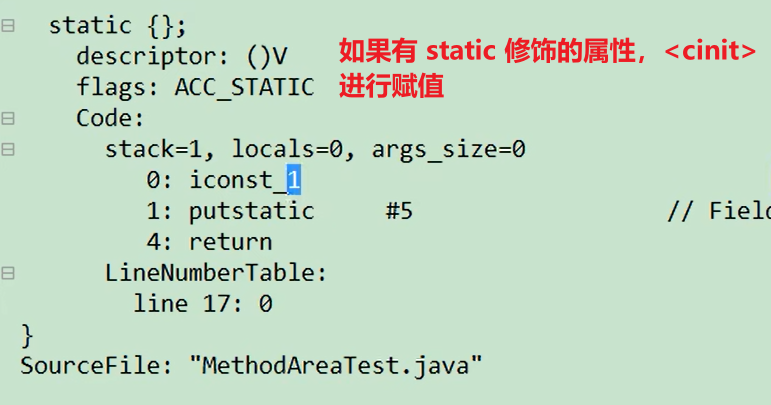 static {};
descriptor: ()V
如果有 static 修饰的属性，<cinit>
进行赋值
flags: ACC_STATIC
Code:
stack=1, locals=0, args_size=0
0: iconst_1
1: putstatic #5 // Field
4: return
LineNumberTable:
line 17: 0
}
SourceFile: "MethodAreaTest.java"